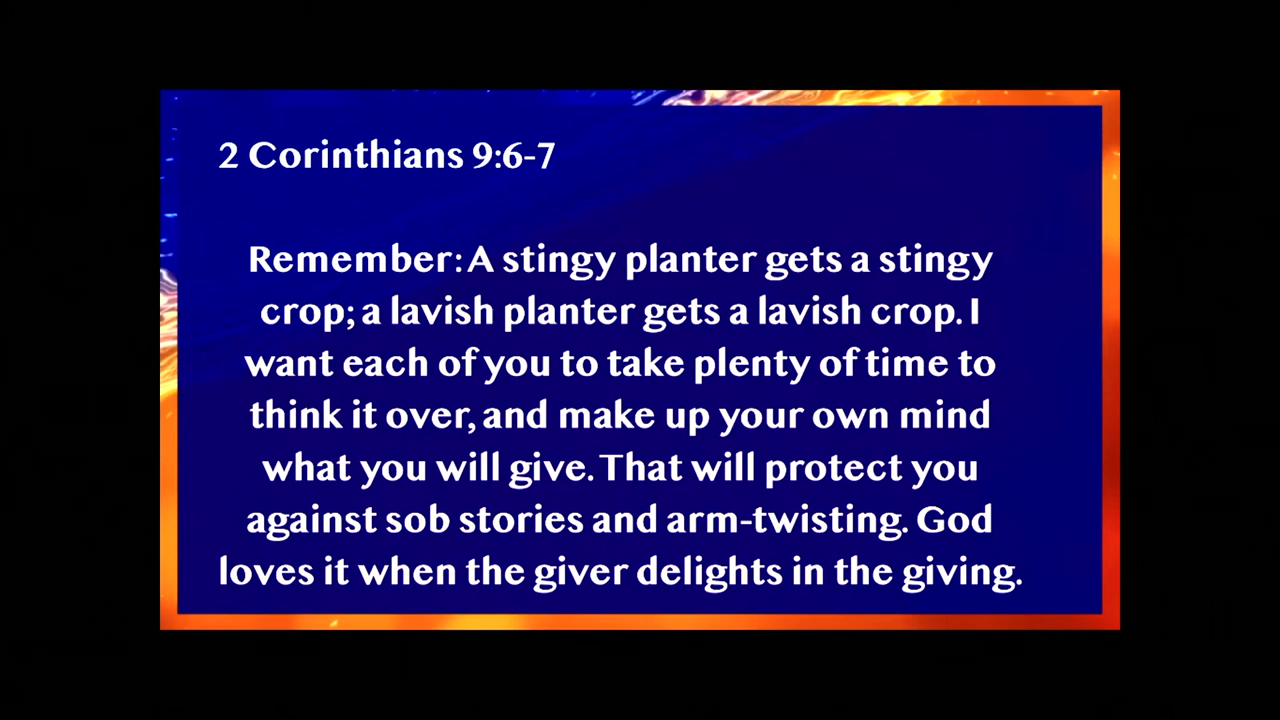 2 Corinthians 9:6-7
Remember: A stingy planter gets a stingy
crop; a lavish planter gets a lavish crop. I
want each of you to take plenty of time to
think it over, and make up your own mind
what you will give. That will protect you
against sob stories and arm-twisting. God
loves it when the giver delights in the giving.